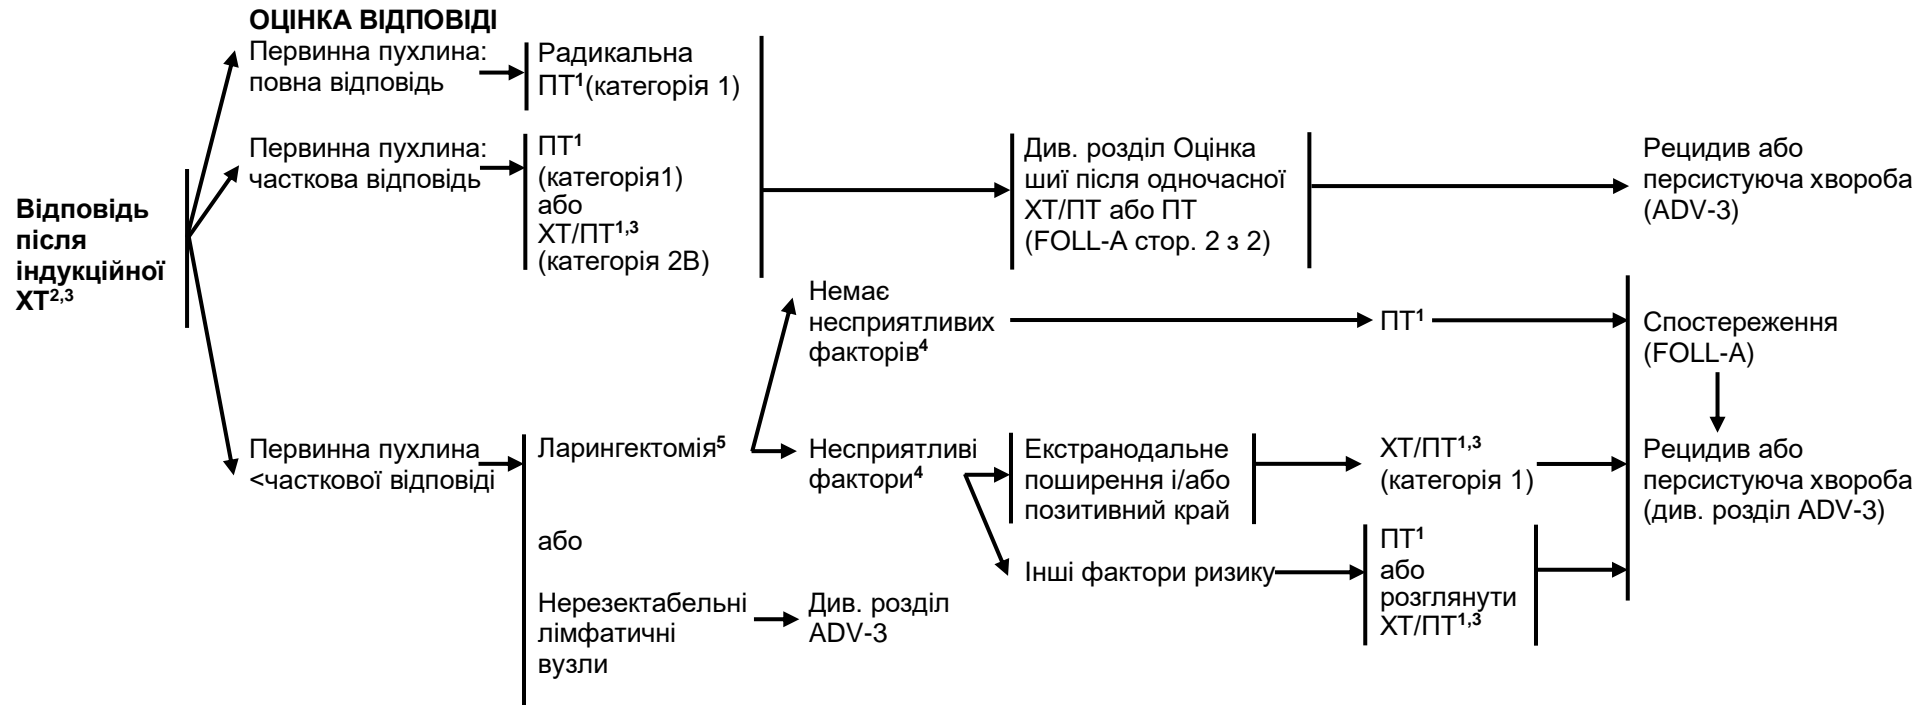 ОЦІНКА ВІДПОВІДІ
Первинна пухлина:
повна відповідь
Радикальна
ПТ1(категорія 1)
Первинна пухлина:
часткова відповідь
ПТ1
(категорія1)
або
ХТ/ПТ1,3
(категорія 2В)
Див. розділ Оцінка
шиї після одночасної
ХТ/ПТ або ПТ
(FOLL-A стор. 2 з 2)
Рецидив або
персистуюча хвороба
(ADV-3)
Відповідь
після
індукційної
ХТ2,3
Немає
несприятливих
факторів4
ПТ1
Спостереження
(FOLL-A)
Первинна пухлина
<часткової відповіді
Ларингектомія5
Несприятливі
фактори4
Екстранодальне
поширення і/або
позитивний край
ХТ/ПТ1,3
(категорія 1)
Рецидив або
персистуюча хвороба
(див. розділ ADV-3)
або
Інші фактори ризику
ПТ1
або
розглянути
ХТ/ПТ1,3
Нерезектабельні
лімфатичні
вузли
Див. розділ
ADV-3